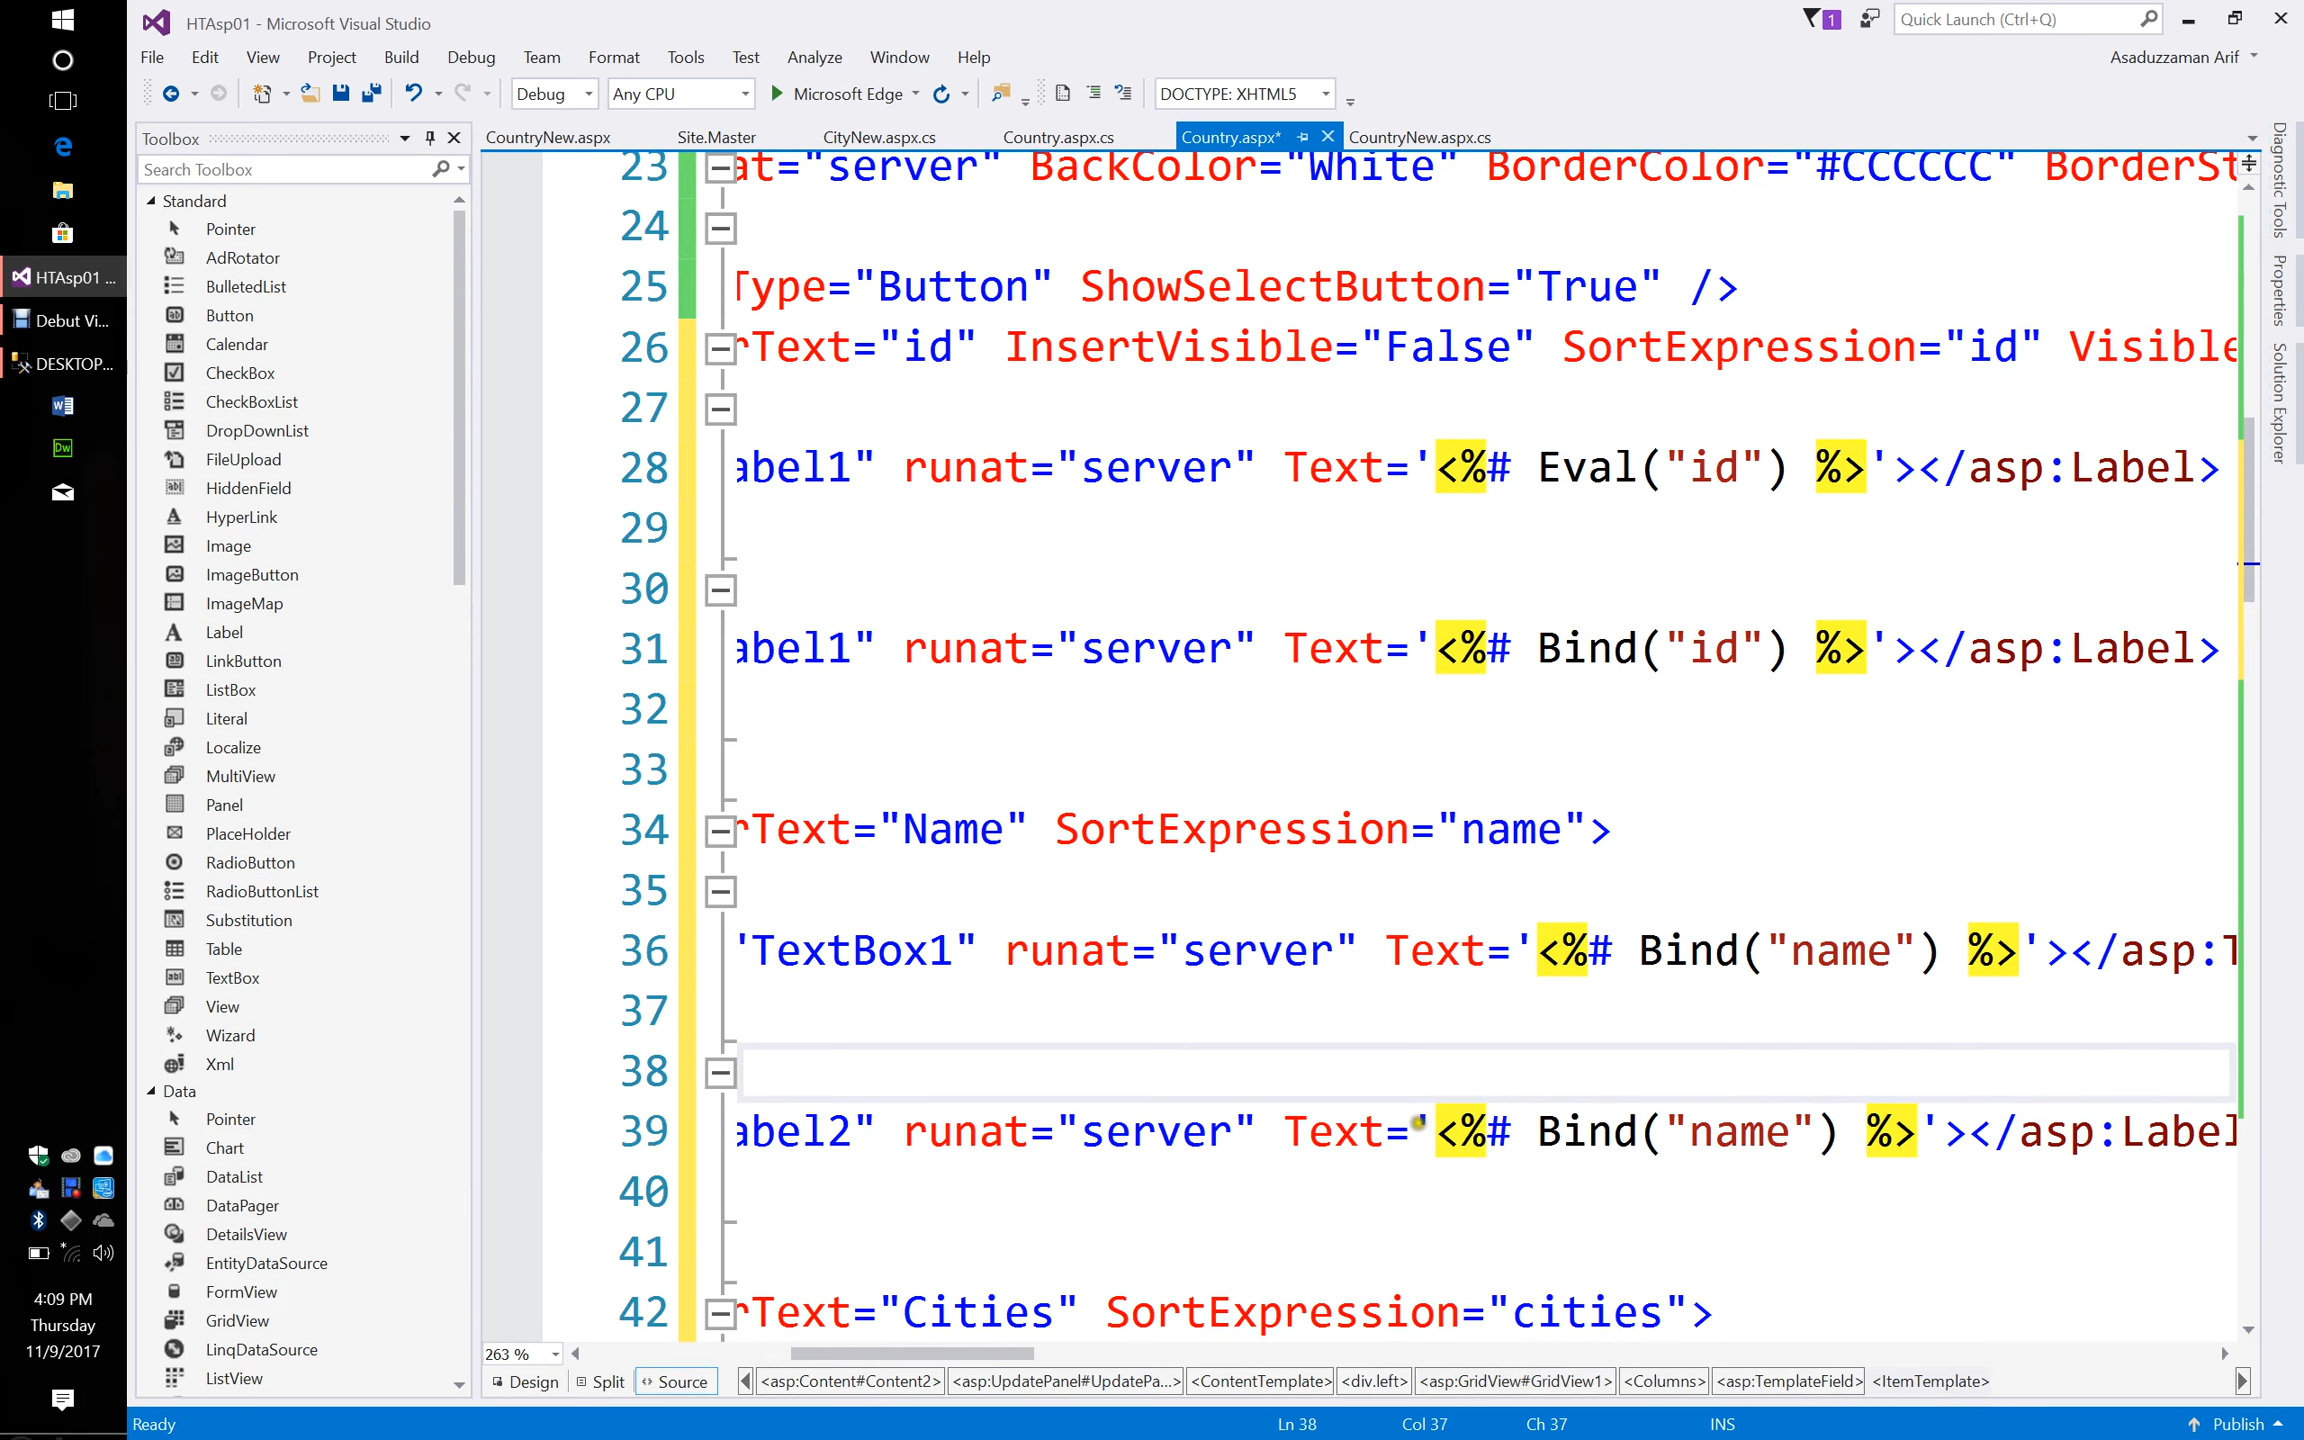 HTAsp01 - Microsoft Visual Studio
1
Quick Launch (Ctrl+Q)
File Edit View Project Build Debug Team Format Tools Test Analyze Window Help
Asaduzzaman Arif
Debug
Any CPU
Microsoft Edge
DOCTYPE: XHTML5
Toolbox
Search Toolbox
Standard
Pointer
AdRotator
BulletedList
Button
Calendar
CheckBox
CheckBoxList
DropDownList
FileUpload
HiddenField
HyperLink
Image
ImageButton
ImageMap
Label
LinkButton
ListBox
Literal
Localize
MultiView
Panel
PlaceHolder
RadioButton
RadioButtonList
Substitution
Table
TextBox
View
Wizard
Xml
Data
Pointer
Chart
DataList
DataPager
DetailsView
EntityDataSource
FormView
GridView
LinqDataSource
ListView
HTAsp01 ...
Debut Vi...
DESKTOP...
Dw
4:09 PM
Thursday
11/9/2017
CountryNew.aspx Site.Master CityNew.aspx.cs Country.aspx.cs Country.aspx* CountryNew.aspx.cs
23 at="server" BackColor="White" BorderColor="#CCCCCC" BorderSt
24
25 Type="Button" ShowSelectButton="True" />
26 rText="id" InsertVisible="False" SortExpression="id" Visible
27
28 abel1" runat="server" Text='<%# Eval("id") %>'></asp:Label>
29
30
31 abel1" runat="server" Text='<%# Bind("id") %>'></asp:Label>
32
33
34 rText="Name" SortExpression="name">
35
36 "TextBox1" runat="server" Text='<%# Bind("name") %>'></asp:T
37
38
39 abel2" runat="server" Text='<%# Bind("name") %>'></asp:Label
40
41
42 rText="Cities" SortExpression="cities">
263 %
Design Split Source
<asp:Content#Content2> <asp:UpdatePanel#UpdatePa...> <ContentTemplate> <div.left> <asp:GridView#GridView1> <Columns> <asp:TemplateField> <ItemTemplate>
Ready
Ln 38
Col 37
Ch 37
INS
Publish
Diagnostic Tools
Properties
Solution Explorer